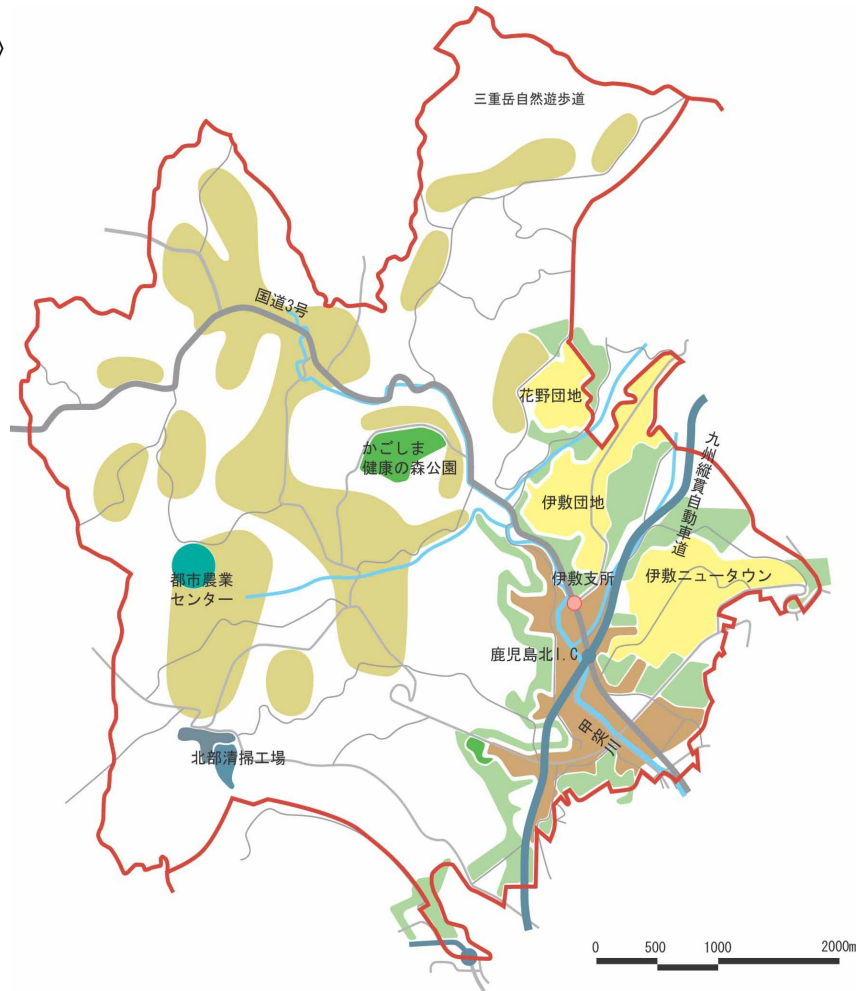 〉
三重岳自然遊歩道
国道3号
花野団地
かごしま
健康の森公園
九州縦貫自動車道
伊敷団地
都市農業
センター
伊敷支所
伊敷ニュータウン
鹿児島北I.C
甲突川
北部清掃工場
0 500 1000 2000m